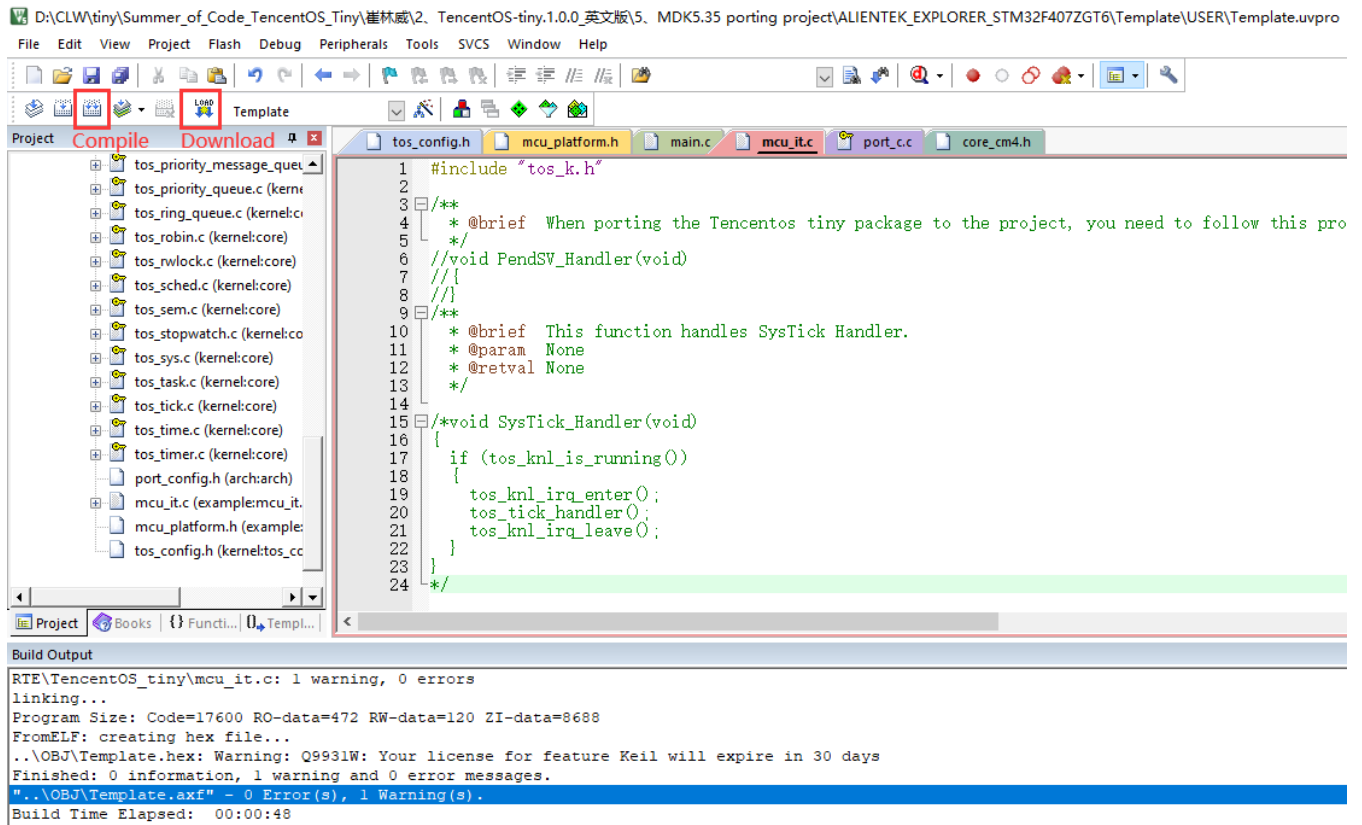 D:\CLW\tiny\Summer_of_Code_TencentOS_Tiny\崔林威\2、TencentOS-tiny.1.0.0_英文版\5、MDK5.35 porting project\ALIENTEK_EXPLORER_STM32F407ZGT6\Template\USER\Template.uvpro
File Edit View Project Flash Debug Peripherals Tools SVCS Window Help
LOAD
Template
Project
Compile Download
tos_config.h mcu_platform.h main.c mcu_it.c port_c.c core_cm4.h
tos_priority_message_queu
tos_priority_queue.c (kerne
tos_ring_queue.c (kernel:co
tos_robin.c (kernel:core)
tos_rwlock.c (kernel:core)
tos_sched.c (kernel:core)
tos_sem.c (kernel:core)
tos_stopwatch.c (kernel:co
tos_sys.c (kernel:core)
tos_task.c (kernel:core)
tos_tick.c (kernel:core)
tos_time.c (kernel:core)
tos_timer.c (kernel:core)
port_config.h (arch:arch)
mcu_it.c (example:mcu_it.
mcu_platform.h (example:
tos_config.h (kernel:tos_cc
Project Books {} Functi... Templ...
1 #include "tos_k.h"
2
3 /**
4 * @brief When porting the Tencentos tiny package to the project, you need to follow this pro
5 */
6 //void PendSV_Handler(void)
7 //{
8 //}
9 /**
10 * @brief This function handles SysTick Handler.
11 * @param None
12 * @retval None
13 */
14
15 /*void SysTick_Handler(void)
16 {
17 if (tos_knl_is_running())
18 {
19 tos_knl_irq_enter();
20 tos_tick_handler();
21 tos_knl_irq_leave();
22 }
23 }
24 */
Build Output
RTE\TencentOS_tiny\mcu_it.c: 1 warning, 0 errors
linking...
Program Size: Code=17600 RO-data=472 RW-data=120 ZI-data=8688
FromELF: creating hex file...
..\OBJ\Template.hex: Warning: Q9931W: Your license for feature Keil will expire in 30 days
Finished: 0 information, 1 warning and 0 error messages.
"..\OBJ\Template.axf" - 0 Error(s), 1 Warning(s).
Build Time Elapsed: 00:00:48